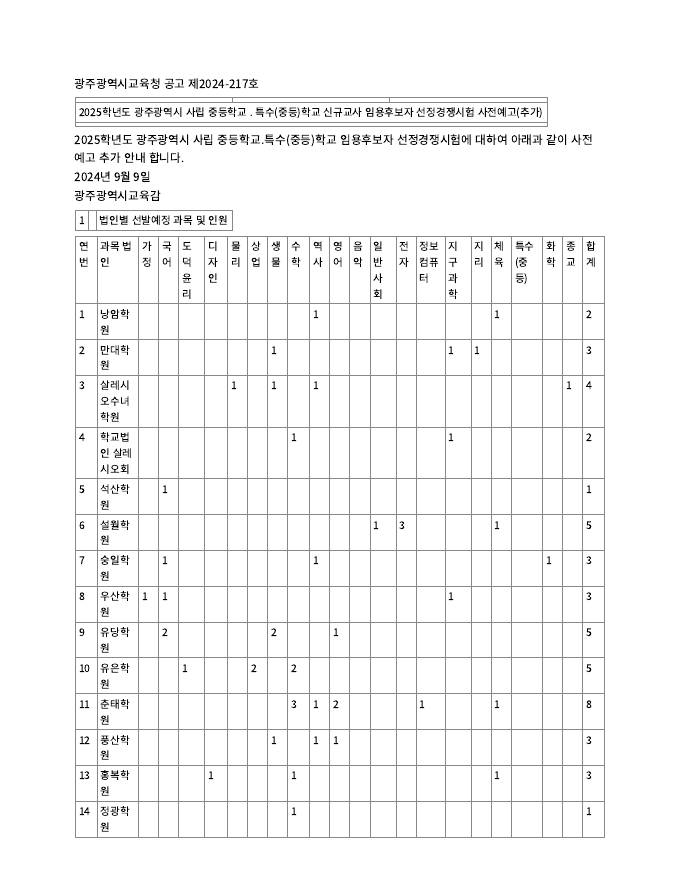 광주광역시교육청 공고 제2024-217호
2025학년도 광주광역시 사립 중등학교 . 특수(중등)학교 신규교사 임용후보자 선정경쟁시험 사전예고(추가)
2025학년도 광주광역시 사립 중등학교.특수(중등)학교 임용후보자 선정경쟁시험에 대하여 아래과 같이 사전
예고 추가 안내 합니다.
2024년 9월 9일
광주광역시교육감
1 법인별 선발예정 과목 및 인원
연번 과목 법인 가정 국어 도덕윤리 디자인 물리 상업 생물 수학 역사 영어 음악 일반사회 전자 정보컴퓨터 지구과학 지리 체육 특수(중등) 화학 종교 합계
1 낭암학원 1 1 2
2 만대학원 1 1 1 3
3 살레시오수녀학원 1 1 1 1 4
4 학교법인 살레시오회 1 1 2
5 석산학원 1 1
6 설월학원 1 3 1 5
7 숭일학원 1 1 1 3
8 우산학원 1 1 1 3
9 유당학원 2 2 1 5
10 유은학원 1 2 2 5
11 춘태학원 3 1 2 1 1 8
12 풍산학원 1 1 1 3
13 홍복학원 1 1 1 3
14 정광학원 1 1